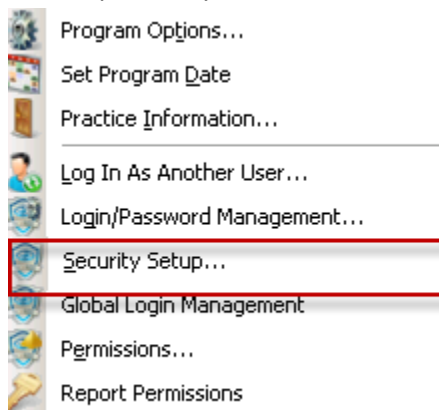 Program Options...
Set Program Date
Practice Information...
Log In As Another User...
Login/Password Management...
Security Setup...
Global Login Management
Permissions...
Report Permissions